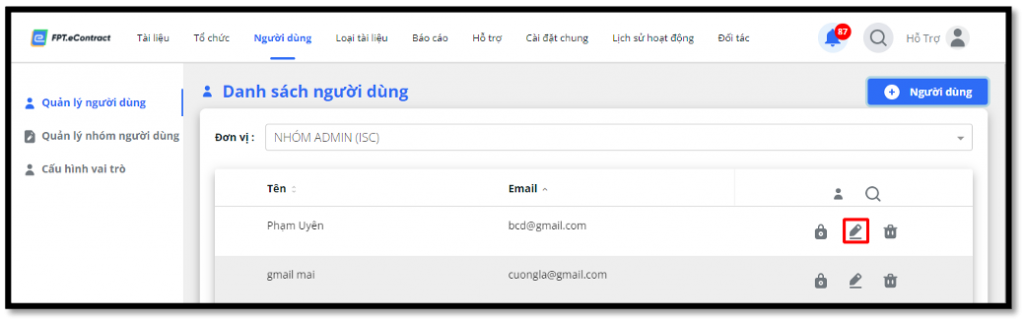 FPT.eContract Tài liệu Tổ chức Người dùng Loại tài liệu Báo cáo Hỗ trợ Cài đặt chung Lịch sử hoạt động Đối tác 87 Hỗ Trợ
Quản lý người dùng
Quản lý nhóm người dùng
Cấu hình vai trò
Danh sách người dùng
Người dùng
Đơn vị : NHÓM ADMIN (ISC)
Tên Email
Phạm Uyên bcd@gmail.com
gmail mai cuongla@gmail.com